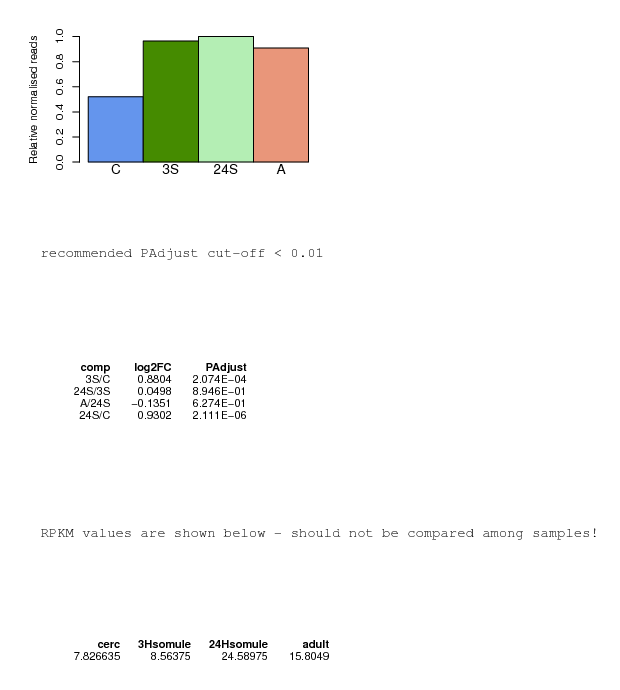 Relative normalised reads
1.0
0.8
0.6
0.4
0.2
0.0
C 3S 24S A
recommended PAdjust cut-off < 0.01
comp log2FC PAdjust
3S/C 0.8804 2.074E−04
24S/3S 0.0498 8.946E−01
A/24S −0.1351 6.274E−01
24S/C 0.9302 2.111E−06
RPKM values are shown below - should not be compared among samples!
cerc 3Hsomule 24Hsomule adult
7.826635 8.56375 24.58975 15.8049